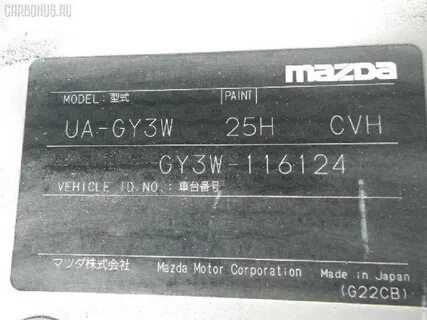 CARBONUS.RU
mazda
MODEL: 型式 PAINT
UA-GY3W 25H CVH
GY3W-116124
VEHICLE ID.NO.: 車台番号
マツダ株式会社 Mazda Motor Corporation Made in Japan
(G22CB)